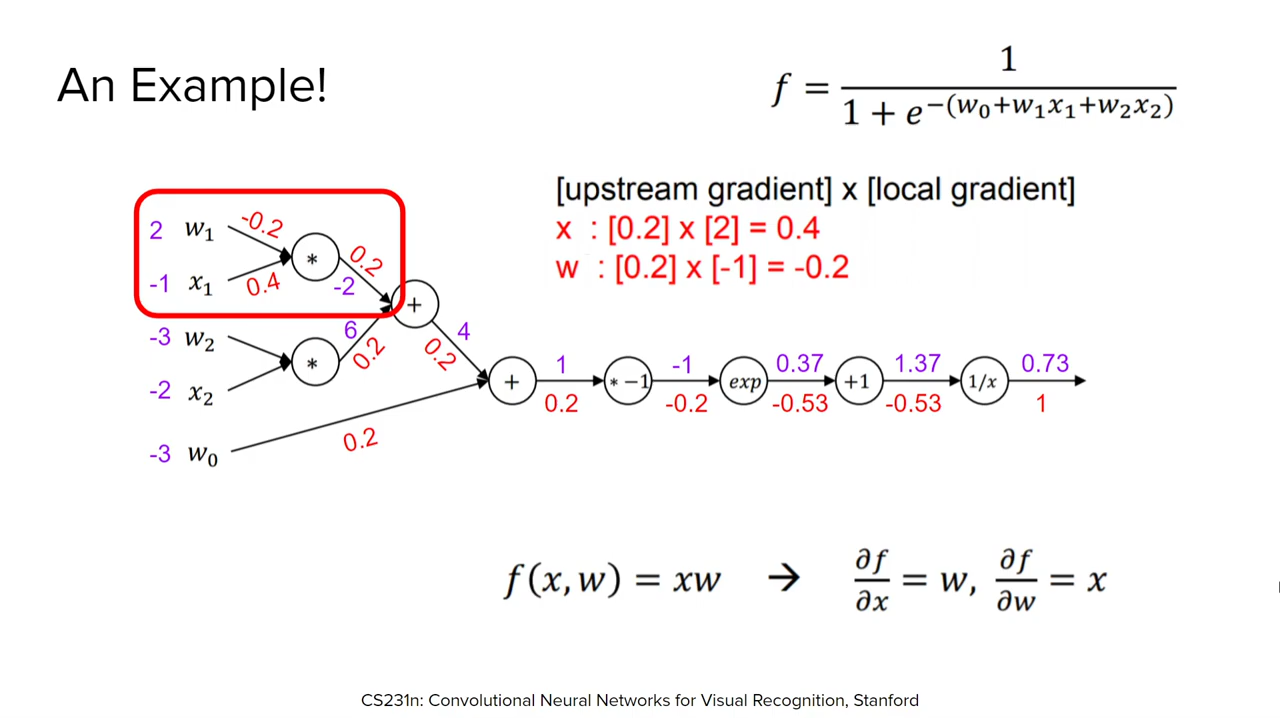 An Example!
f = 1 / (1 + e^−(w₀+w₁x₁+w₂x₂))
[upstream gradient] x [local gradient]
x : [0.2] x [2] = 0.4
w : [0.2] x [-1] = -0.2
2 w₁ -0.2
* 0.2
-1 x₁ 0.4 -2
+
-3 w₂ 6 4
* 0.2 0.2
-2 x₂
+ 1 * −1 -1 exp 0.37 +1 1.37 1/x 0.73
0.2 -0.2 -0.53 -0.53 1
-3 w₀ 0.2
f(x, w) = xw → ∂f/∂x = w, ∂f/∂w = x
CS231n: Convolutional Neural Networks for Visual Recognition, Stanford